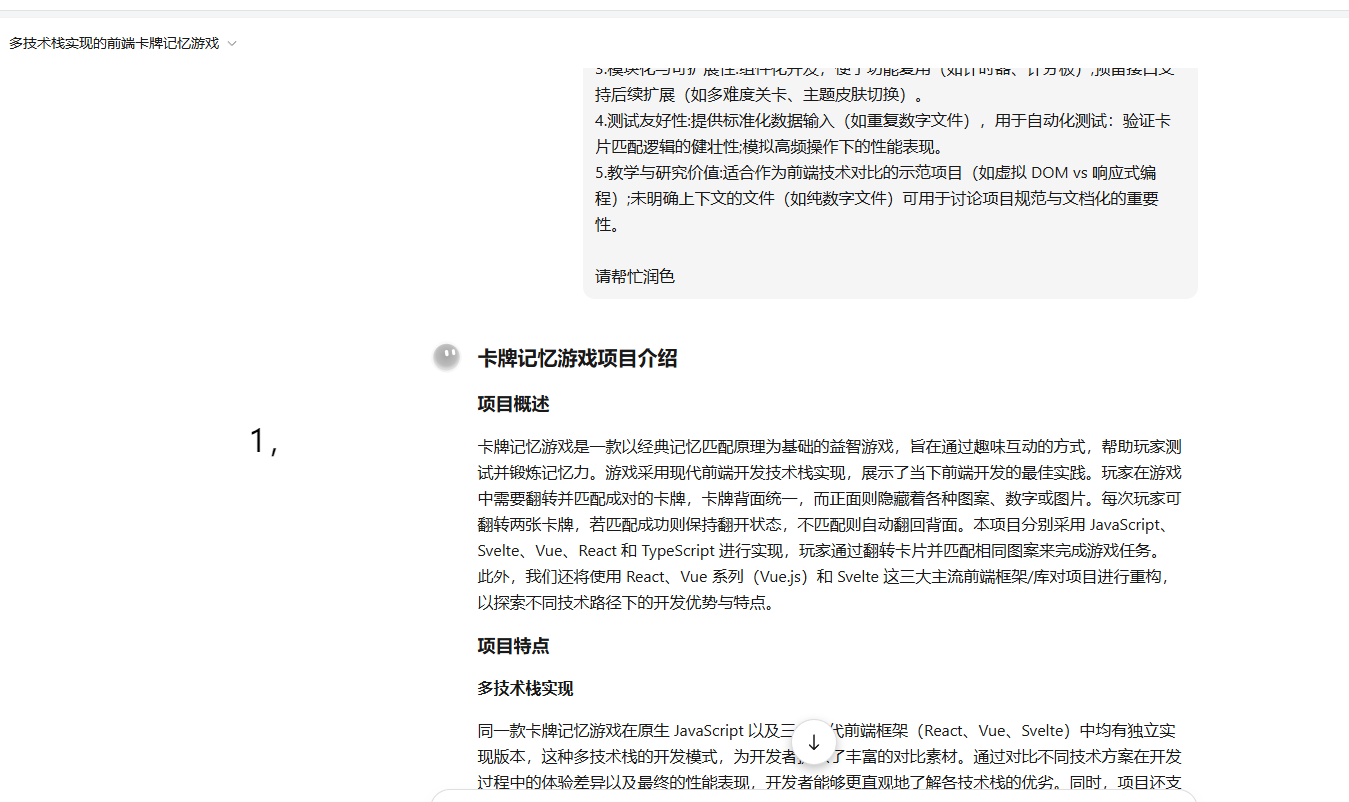 多技术栈实现的前端卡牌记忆游戏
3.模块化与可扩展性:组件化开发，便于功能复用（如计时器、计分板）;预留接口支
持后续扩展（如多难度关卡、主题皮肤切换）。
4.测试友好性:提供标准化数据输入（如重复数字文件），用于自动化测试：验证卡
片匹配逻辑的健壮性;模拟高频操作下的性能表现。
5.教学与研究价值:适合作为前端技术对比的示范项目（如虚拟 DOM vs 响应式编
程）;未明确上下文的文件（如纯数字文件）可用于讨论项目规范与文档化的重要
性。
请帮忙润色
卡牌记忆游戏项目介绍
项目概述
1，
卡牌记忆游戏是一款以经典记忆匹配原理为基础的益智游戏，旨在通过趣味互动的方式，帮助玩家测
试并锻炼记忆力。游戏采用现代前端开发技术栈实现，展示了当下前端开发的最佳实践。玩家在游戏
中需要翻转并匹配成对的卡牌，卡牌背面统一，而正面则隐藏着各种图案、数字或图片。每次玩家可
翻转两张卡牌，若匹配成功则保持翻开状态，不匹配则自动翻回背面。本项目分别采用 JavaScript、
Svelte、Vue、React 和 TypeScript 进行实现，玩家通过翻转卡片并匹配相同图案来完成游戏任务。
此外，我们还将使用 React、Vue 系列（Vue.js）和 Svelte 这三大主流前端框架/库对项目进行重构，
以探索不同技术路径下的开发优势与特点。
项目特点
多技术栈实现
同一款卡牌记忆游戏在原生 JavaScript 以及三 代前端框架（React、Vue、Svelte）中均有独立实
现版本，这种多技术栈的开发模式，为开发者 了丰富的对比素材。通过对比不同技术方案在开发
过程中的体验差异以及最终的性能表现，开发者能够更直观地了解各技术栈的优劣。同时，项目还支